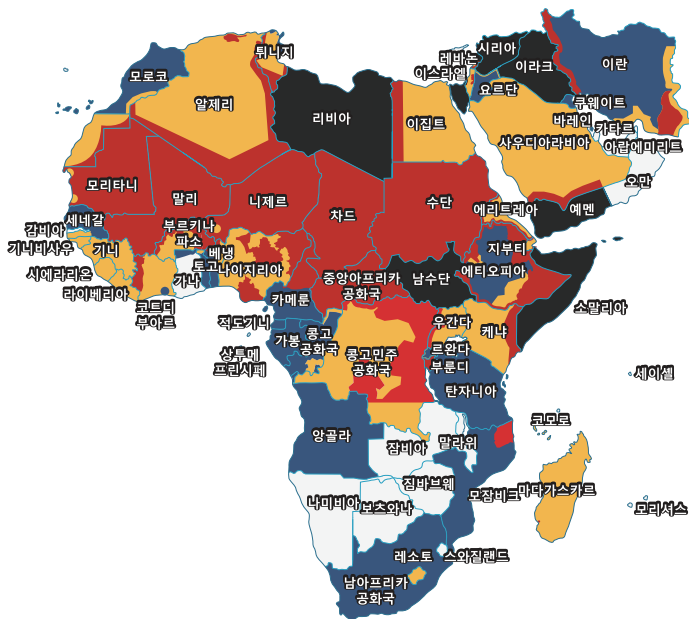 튀니지
레바논
시리아
이라크
이란
모로코
이스라엘
요르단
쿠웨이트
알제리
리비아
이집트
바레인
카타르
사우디아라비아
아랍에미리트
오만
모리타니
말리
니제르
차드
수단
에리트레아
예멘
세네갈
감비아
기니비사우
기니
부르키나
파소
베냉
토고
나이지리아
지부티
에티오피아
시에라리온
라이베리아
가나
코트디
부아르
중앙아프리카
공화국
남수단
소말리아
카메룬
적도기니
가봉
콩고
공화국
우간다
케냐
상투메
프린시페
콩고민주
공화국
르완다
부룬디
세이셸
탄자니아
앙골라
코모로
잠비아
말라위
짐바브웨
모잠비크
마다가스카르
나미비아
보츠와나
모리셔스
레소토
스와질랜드
남아프리카
공화국